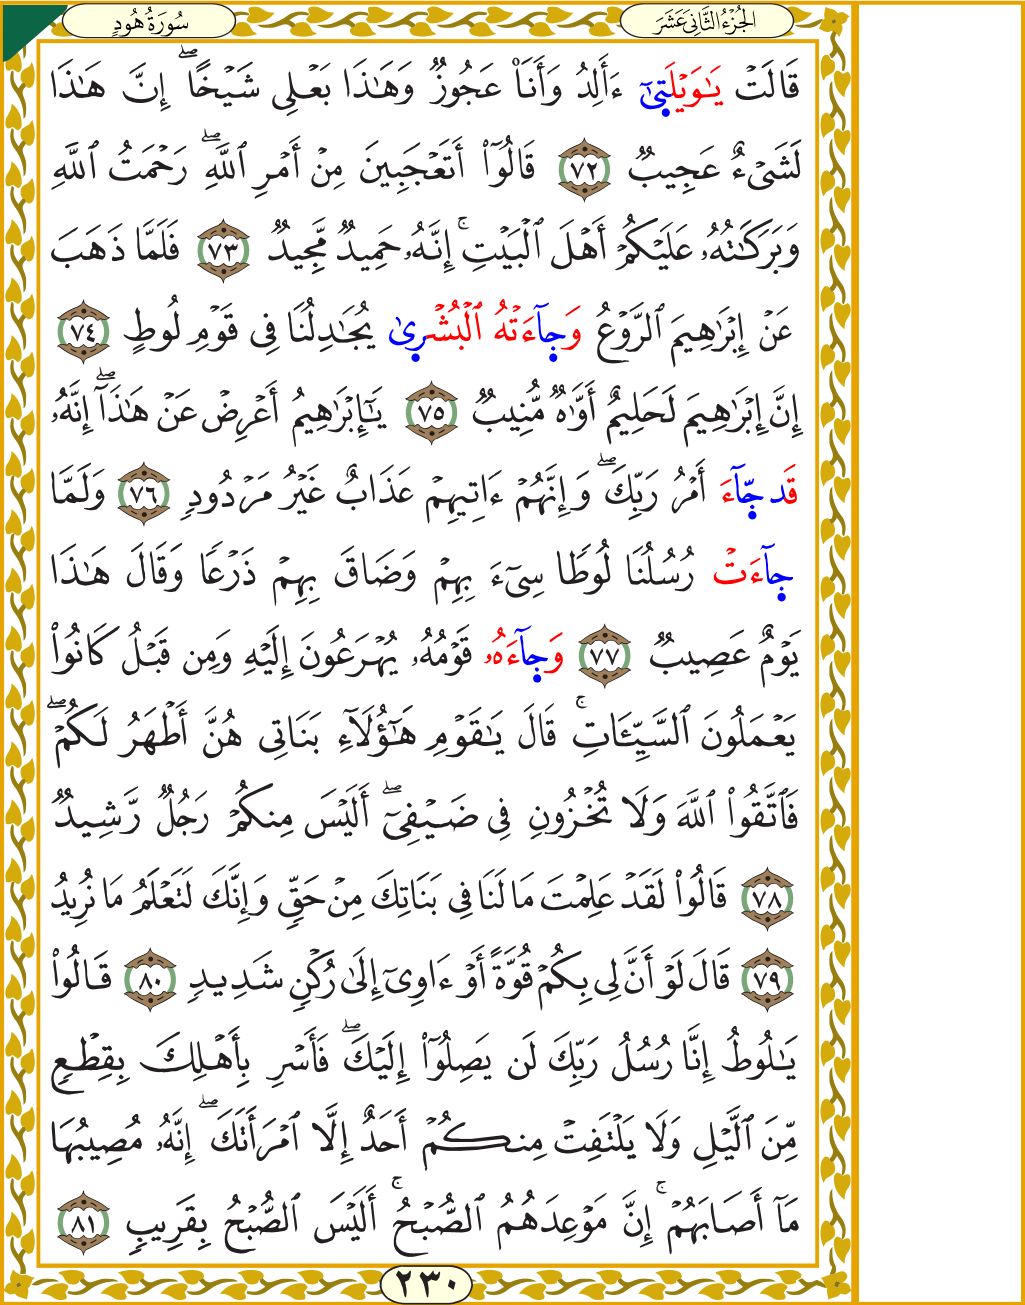 الجُزْءُ الثَّانِيَ عَشَرَ
سُورَةُ هُودٍ
قَالَتْ يَٰوَيْلَتِىٰٓ ءَأَلِدُ وَأَنَا۠ عَجُوزٌ وَهَٰذَا بَعْلِى شَيْخًا ۖ إِنَّ هَٰذَا
لَشَىْءٌ عَجِيبٌ ٧٢ قَالُوٓا۟ أَتَعْجَبِينَ مِنْ أَمْرِ ٱللَّهِ ۖ رَحْمَتُ ٱللَّهِ
وَبَرَكَٰتُهُۥ عَلَيْكُمْ أَهْلَ ٱلْبَيْتِ ۚ إِنَّهُۥ حَمِيدٌ مَّجِيدٌ ٧٣ فَلَمَّا ذَهَبَ
عَنْ إِبْرَٰهِيمَ ٱلرَّوْعُ وَجَآءَتْهُ ٱلْبُشْرِىٰ يُجَٰدِلُنَا فِى قَوْمِ لُوطٍ ٧٤
إِنَّ إِبْرَٰهِيمَ لَحَلِيمٌ أَوَّٰهٌ مُّنِيبٌ ٧٥ يَٰٓإِبْرَٰهِيمُ أَعْرِضْ عَنْ هَٰذَآ ۖ إِنَّهُۥ
قَد جَّآءَ أَمْرُ رَبِّكَ ۖ وَإِنَّهُمْ ءَاتِيهِمْ عَذَابٌ غَيْرُ مَرْدُودٍ ٧٦ وَلَمَّا
جَآءَتْ رُسُلُنَا لُوطًا سِىٓءَ بِهِمْ وَضَاقَ بِهِمْ ذَرْعًا وَقَالَ هَٰذَا
يَوْمٌ عَصِيبٌ ٧٧ وَجَآءَهُۥ قَوْمُهُۥ يُهْرَعُونَ إِلَيْهِ وَمِن قَبْلُ كَانُوا۟
يَعْمَلُونَ ٱلسَّيِّـَٔاتِ ۚ قَالَ يَٰقَوْمِ هَٰٓؤُلَآءِ بَنَاتِى هُنَّ أَطْهَرُ لَكُمْ ۖ
فَٱتَّقُوا۟ ٱللَّهَ وَلَا تُخْزُونِ فِى ضَيْفِىٓ ۖ أَلَيْسَ مِنكُمْ رَجُلٌ رَّشِيدٌ
٧٨ قَالُوا۟ لَقَدْ عَلِمْتَ مَا لَنَا فِى بَنَاتِكَ مِنْ حَقٍّ وَإِنَّكَ لَتَعْلَمُ مَا نُرِيدُ
٧٩ قَالَ لَوْ أَنَّ لِى بِكُمْ قُوَّةً أَوْ ءَاوِىٓ إِلَىٰ رُكْنٍ شَدِيدٍ ٨٠ قَالُوا۟
يَٰلُوطُ إِنَّا رُسُلُ رَبِّكَ لَن يَصِلُوٓا۟ إِلَيْكَ ۖ فَأَسْرِ بِأَهْلِكَ بِقِطْعٍ
مِّنَ ٱلَّيْلِ وَلَا يَلْتَفِتْ مِنكُمْ أَحَدٌ إِلَّا ٱمْرَأَتَكَ ۖ إِنَّهُۥ مُصِيبُهَا
مَآ أَصَابَهُمْ ۚ إِنَّ مَوْعِدَهُمُ ٱلصُّبْحُ ۚ أَلَيْسَ ٱلصُّبْحُ بِقَرِيبٍ ٨١
٢٣٠